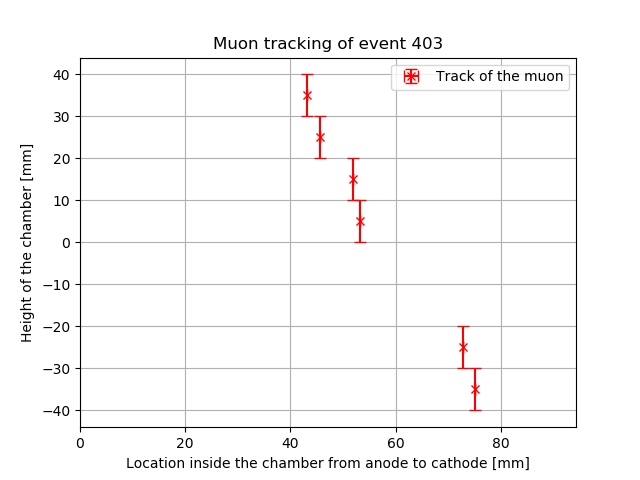 Muon tracking of event 403
Track of the muon
Height of the chamber [mm]
40
30
20
10
0
−10
−20
−30
−40
0 20 40 60 80
Location inside the chamber from anode to cathode [mm]